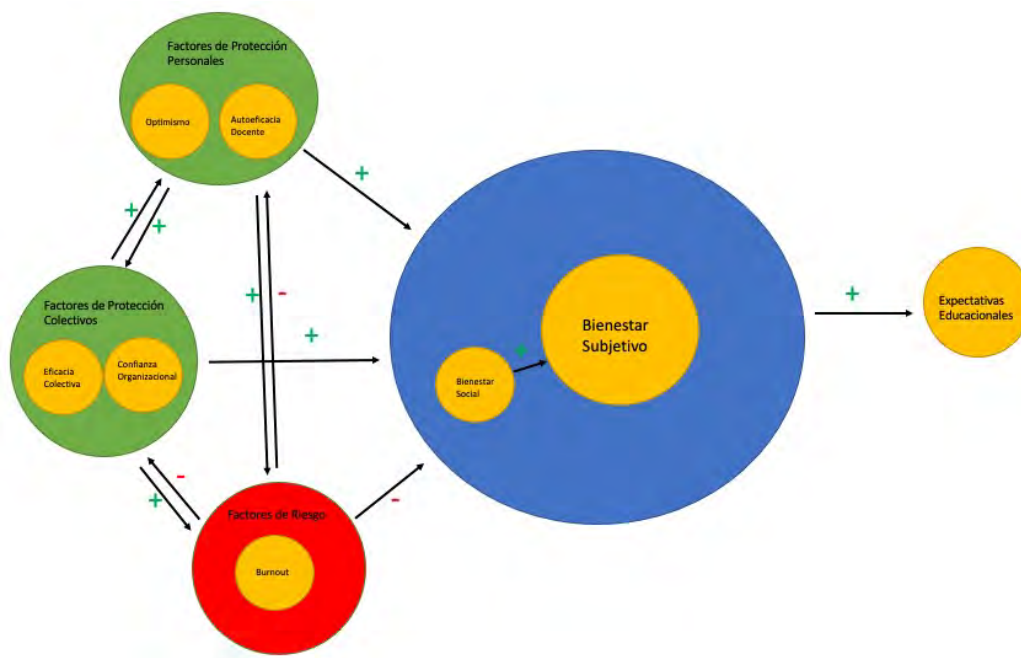 Factores de Protección
Personales
Optimismo
Autoeficacia
Docente
+
+
+
Factores de Protección
Colectivos
Eficacia
Colectiva
Confianza
Organizacional
+
-
+
-
+
Factores de Riesgo
Burnout
-
Bienestar
Subjetivo
+
Bienestar
Social
+
Expectativas
Educacionales